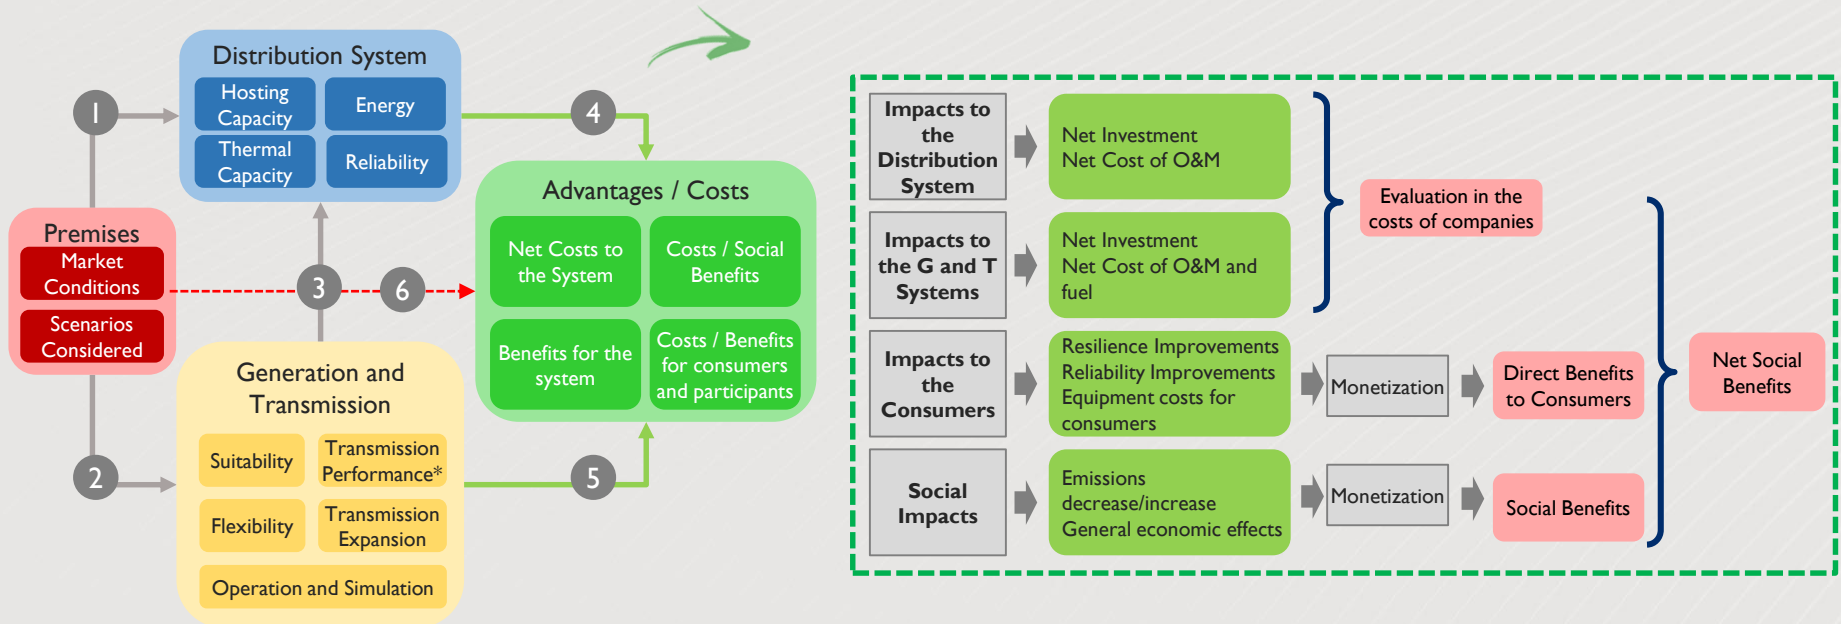 Distribution System
Hosting
Capacity
Energy
Thermal
Capacity
Reliability
1
4
Premises
Market
Conditions
Scenarios
Considered
3
6
2
5
Generation and
Transmission
Suitability
Transmission
Performance*
Flexibility
Transmission
Expansion
Operation and Simulation
Advantages / Costs
Net Costs to
the System
Costs / Social
Benefits
Benefits for the
system
Costs / Benefits
for consumers
and participants
Impacts to
the
Distribution
System
Net Investment
Net Cost of O&M
Impacts to
the G and T
Systems
Net Investment
Net Cost of O&M and
fuel
Evaluation in the
costs of companies
Impacts to
the
Consumers
Resilience Improvements
Reliability Improvements
Equipment costs for
consumers
Monetization
Direct Benefits
to Consumers
Social
Impacts
Emissions
decrease/increase
General economic effects
Monetization
Social Benefits
Net Social
Benefits